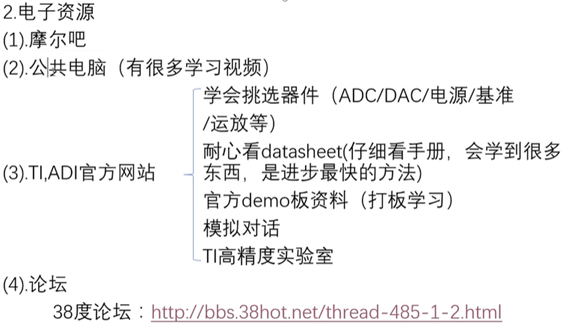 2.电子资源
(1).摩尔吧
(2).公共电脑（有很多学习视频）
(3).TI,ADI官方网站
学会挑选器件（ADC/DAC/电源/基准
/运放等）
耐心看datasheet(仔细看手册，会学到很多
东西，是进步最快的方法)
官方demo板资料（打板学习）
模拟对话
TI高精度实验室
(4).论坛
38度论坛：http://bbs.38hot.net/thread-485-1-2.html